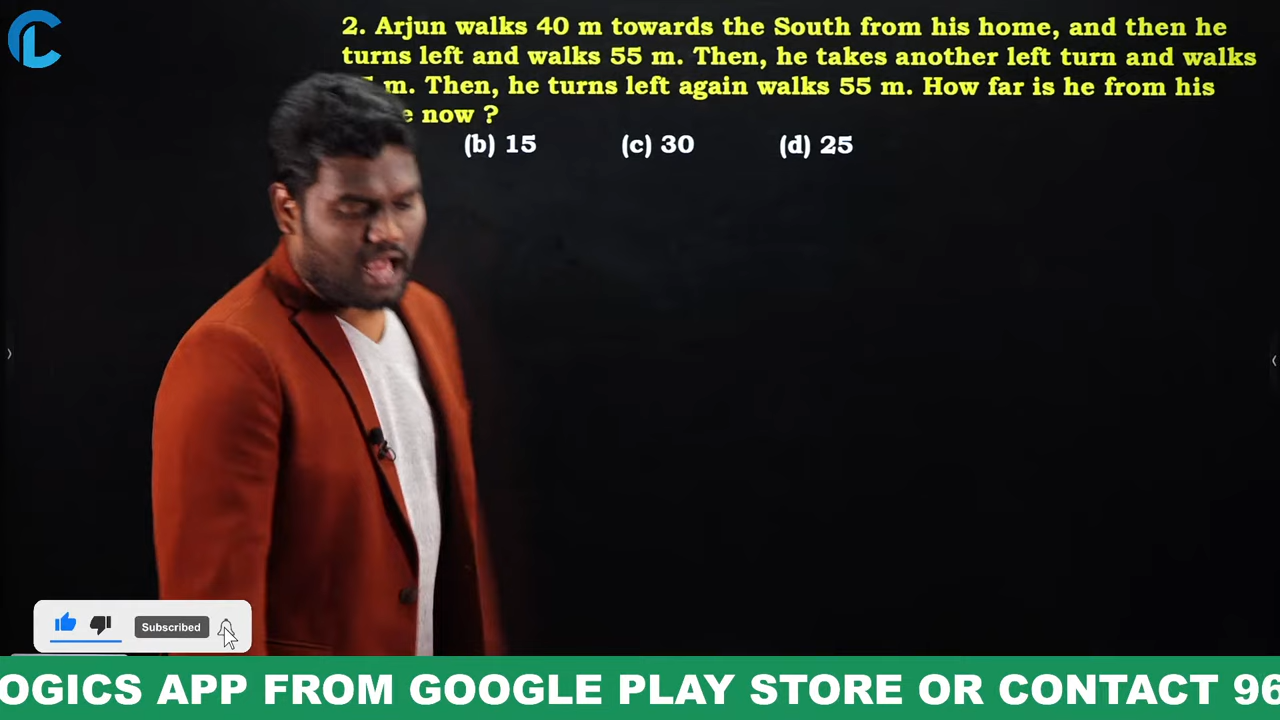 2. Arjun walks 40 m towards the South from his home, and then he
turns left and walks 55 m. Then, he takes another left turn and walks
m. Then, he turns left again walks 55 m. How far is he from his
now ?
(b) 15 (c) 30 (d) 25
Subscribed
OGICS APP FROM GOOGLE PLAY STORE OR CONTACT 96